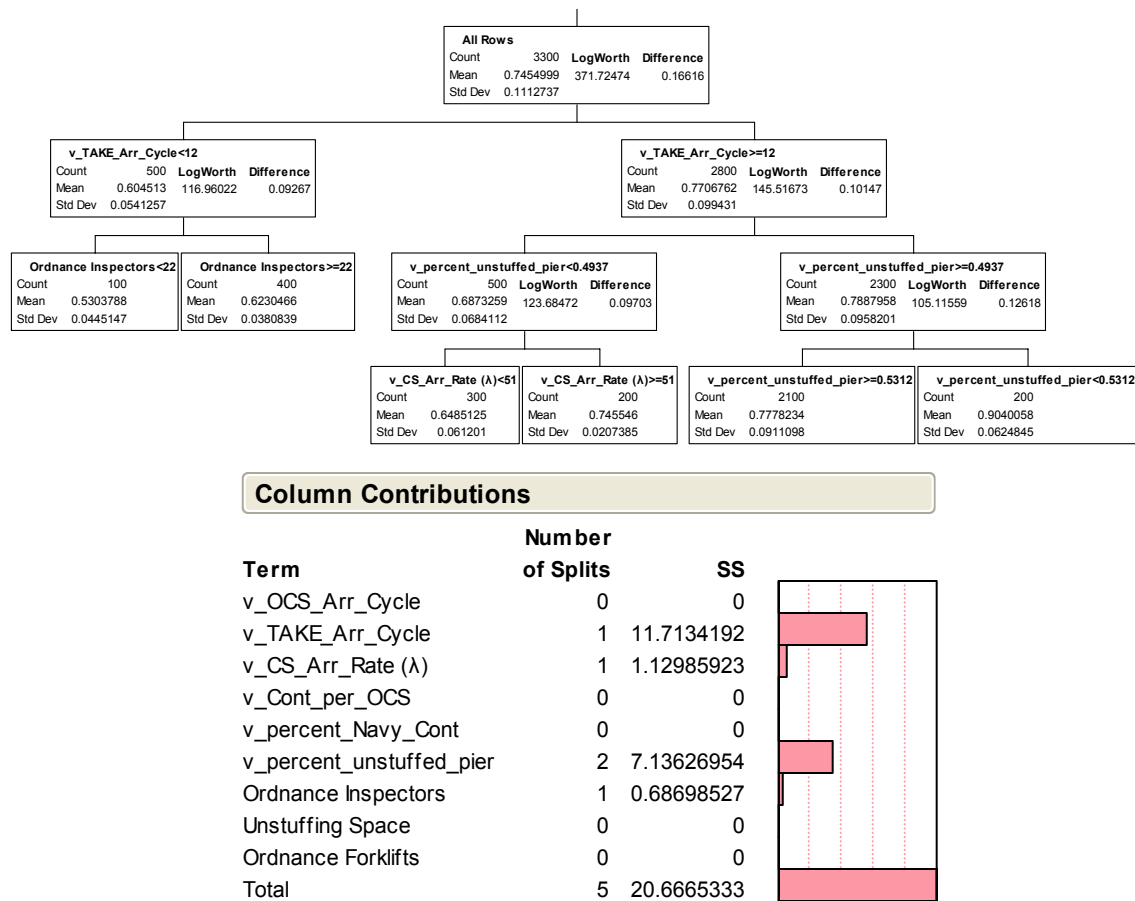 All Rows
Count 3300 LogWorth Difference
Mean 0.7454999 371.72474 0.16616
Std Dev 0.1112737
v_TAKE_Arr_Cycle<12
Count 500 LogWorth Difference
Mean 0.604513 116.96022 0.09267
Std Dev 0.0541257
v_TAKE_Arr_Cycle>=12
Count 2800 LogWorth Difference
Mean 0.7706762 145.51673 0.10147
Std Dev 0.099431
Ordnance Inspectors<22
Count 100
Mean 0.5303788
Std Dev 0.0445147
Ordnance Inspectors>=22
Count 400
Mean 0.6230466
Std Dev 0.0380839
v_percent_unstuffed_pier<0.4937
Count 500 LogWorth Difference
Mean 0.6873259 123.68472 0.09703
Std Dev 0.0684112
v_percent_unstuffed_pier>=0.4937
Count 2300 LogWorth Difference
Mean 0.7887958 105.11559 0.12618
Std Dev 0.0958201
v_CS_Arr_Rate (λ)<51
Count 300
Mean 0.6485125
Std Dev 0.061201
v_CS_Arr_Rate (λ)>=51
Count 200
Mean 0.745546
Std Dev 0.0207385
v_percent_unstuffed_pier>=0.5312
Count 2100
Mean 0.7778234
Std Dev 0.0911098
v_percent_unstuffed_pier<0.5312
Count 200
Mean 0.9040058
Std Dev 0.0624845
Column Contributions
Number
Term of Splits SS
v_OCS_Arr_Cycle 0 0
v_TAKE_Arr_Cycle 1 11.7134192
v_CS_Arr_Rate (λ) 1 1.12985923
v_Cont_per_OCS 0 0
v_percent_Navy_Cont 0 0
v_percent_unstuffed_pier 2 7.13626954
Ordnance Inspectors 1 0.68698527
Unstuffing Space 0 0
Ordnance Forklifts 0 0
Total 5 20.6665333